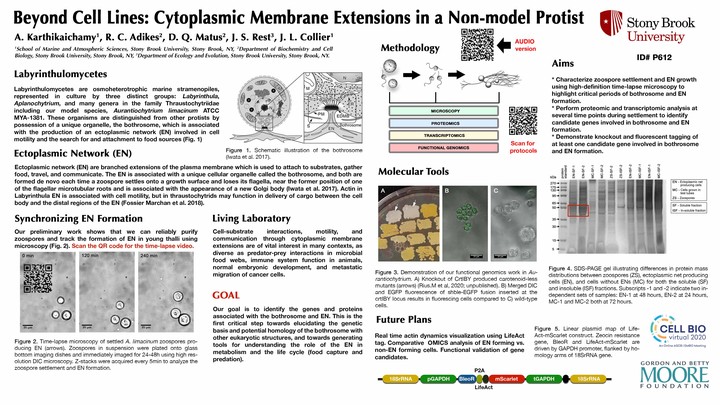 Beyond Cell Lines: Cytoplasmic Membrane Extensions in a Non-model Protist
A. Karthikaichamy¹, R. C. Adikes², D. Q. Matus², J. S. Rest³, J. L. Collier¹
¹School of Marine and Atmospheric Sciences, Stony Brook University, Stony Brook, NY, ²Department of Biochemistry and Cell
Biology, Stony Brook University, Stony Brook, NY, ³Department of Ecology and Evolution, Stony Brook University, Stony Brook, NY.
Stony Brook
University
ID# P612
Labyrinthulomycetes
Labyrinthulomycetes are osmoheterotrophic marine stramenopiles,
represented in culture by three distinct groups: Labyrinthula,
Aplanochytrium, and many genera in the family Thraustochytriidae
including our model species, Aurantiochytrium limacinum ATCC
MYA-1381. These organisms are distinguished from other protists by
possession of a unique organelle, the bothrosome, which is associated
with the production of an ectoplasmic network (EN) involved in cell
motility and the search for and attachment to food sources (Fig. 1)
Figure 1. Schematic illustration of the bothrosome
(Iwata et al. 2017).
Ectoplasmic Network (EN)
Ectoplasmic network (EN) are branched extensions of the plasma membrane which is used to attach to substrates, gather
food, travel, and communicate. The EN is associated with a unique cellular organelle called the bothrosome, and both are
formed de novo each time a zoospore settles onto a growth surface and loses its flagella, near the former position of one
of the flagellar microtubular roots and is associated with the appearance of a new Golgi body (Iwata et al. 2017). Actin in
Labyrinthula EN is associated with cell motility, but in thraustochytrids may function in delivery of cargo between the cell
body and the distal regions of the EN (Fossier Marchan et al. 2018).
Synchronizing EN Formation
Our preliminary work shows that we can reliably purify
zoospores and track the formation of EN in young thalli using
microscopy (Fig. 2). Scan the QR code for the time-lapse video.
0 min
120 min
240 min
Figure 2. Time-lapse microscopy of settled A. limacinum zoospores pro-
ducing EN (arrows). Zoospores in suspension were plated onto glass
bottom imaging dishes and immediately imaged for 24-48h using high res-
olution DIC microscopy. Z-stacks were acquired every 5min to analyze the
zoospore settlement and EN formation.
Living Laboratory
Cell-substrate interactions, motility, and
communication through cytoplasmic membrane
extensions are of vital interest in many contexts, as
diverse as predator-prey interactions in microbial
food webs, immune system function in animals,
normal embryonic development, and metastatic
migration of cancer cells.
GOAL
Our goal is to identify the genes and proteins
associated with the bothrosome and EN. This is the
first critical step towards elucidating the genetic
basis and potential homology of the bothrosome with
other eukaryotic structures, and towards generating
tools for understanding the role of the EN in
metabolism and the life cycle (food capture and
predation).
Methodology
AUDIO
version
MICROSCOPY
PROTEOMICS
TRANSCRIPTOMICS
FUNCTIONAL GENOMICS
Scan for
protocols
Molecular Tools
A
B
C
Figure 3. Demonstration of our functional genomics work in Au-
rantiochytrium. A) Knockout of CrtIBY produced carotenoid-less
mutants (arrows) (Rius.M et al, 2020; unpublished). B) Merged DIC
and EGFP fluorescence of shble-EGFP fusion inserted at the
crtIBY locus results in fluorescing cells compared to C) wild-type
cells.
Future Plans
Real time actin dynamics visualization using LifeAct
tag. Comparative OMICS analysis of EN forming vs.
non-EN forming cells. Functional validation of gene
candidates.
P2A
18SrRNA
pGAPDH
BleoR
mScarlet
tGAPDH
18SrRNA
LifeAct
Aims
* Characterize zoospore settlement and EN growth
using high-definition time-lapse microscopy to
highlight critical periods of bothrosome and EN
formation.
* Perform proteomic and transcriptomic analysis at
several time points during settlement to identify
candidate genes involved in bothrosome and EN
formation.
* Demonstrate knockout and fluorescent tagging of
at least one candidate gene involved in bothrosome
and EN formation.
Figure 4. SDS-PAGE gel illustrating differences in protein mass
distributions between zoospores (ZS), ectoplasmic net producing
cells (EN), and cells without ENs (MC) for both the soluble (SF)
and insoluble (ISF) fractions. Subscripts -1 and -2 indicate two in-
dependent sets of samples: EN-1 at 48 hours, EN-2 at 24 hours,
MC-1 and MC-2 both at 72 hours.
Figure 5. Linear plasmid map of Life-
Act-mScarlet construct. Zeocin resistance
gene, BleoR and LifeAct-mScarlet are
driven by GAPDH promoter, flanked by ho-
mology arms of 18SrRNA gene.
CELL BIO
virtual 2020
GORDON AND BETTY
MOORE
FOUNDATION